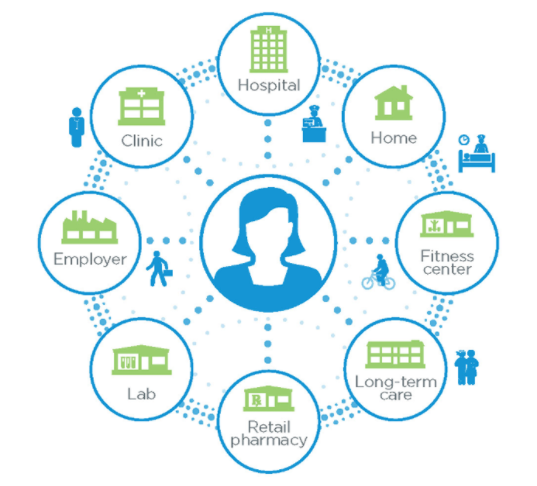 Hospital
Clinic
Home
Employer
Fitness
center
Lab
Long-term
care
Retail
pharmacy